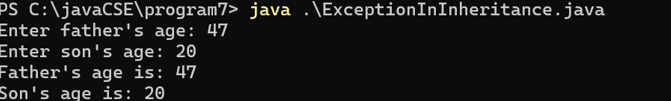 PS C:\javaCSE\program7> java .\ExceptionInInheritance.java
Enter father's age: 47
Enter son's age: 20
Father's age is: 47
Son's age is: 20